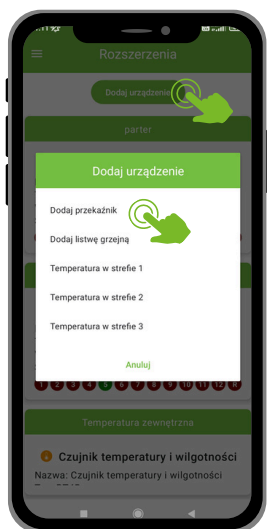 Rozszerzenia
Dodaj urządzenie
parter
Dodaj urządzenie
Dodaj przekaźnik
Dodaj listwę grzejną
Temperatura w strefie 1
Temperatura w strefie 2
Temperatura w strefie 3
Anuluj
1 2 3 4 5 6 7 8 9 10 11 12 R
Temperatura zewnętrzna
Czujnik temperatury i wilgotności
Nazwa: Czujnik temperatury i wilgotności